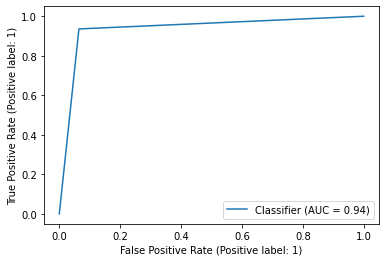 1.0
0.8
0.6
0.4
0.2
0.0
True Positive Rate (Positive label: 1)
Classifier (AUC = 0.94)
0.0 0.2 0.4 0.6 0.8 1.0
False Positive Rate (Positive label: 1)